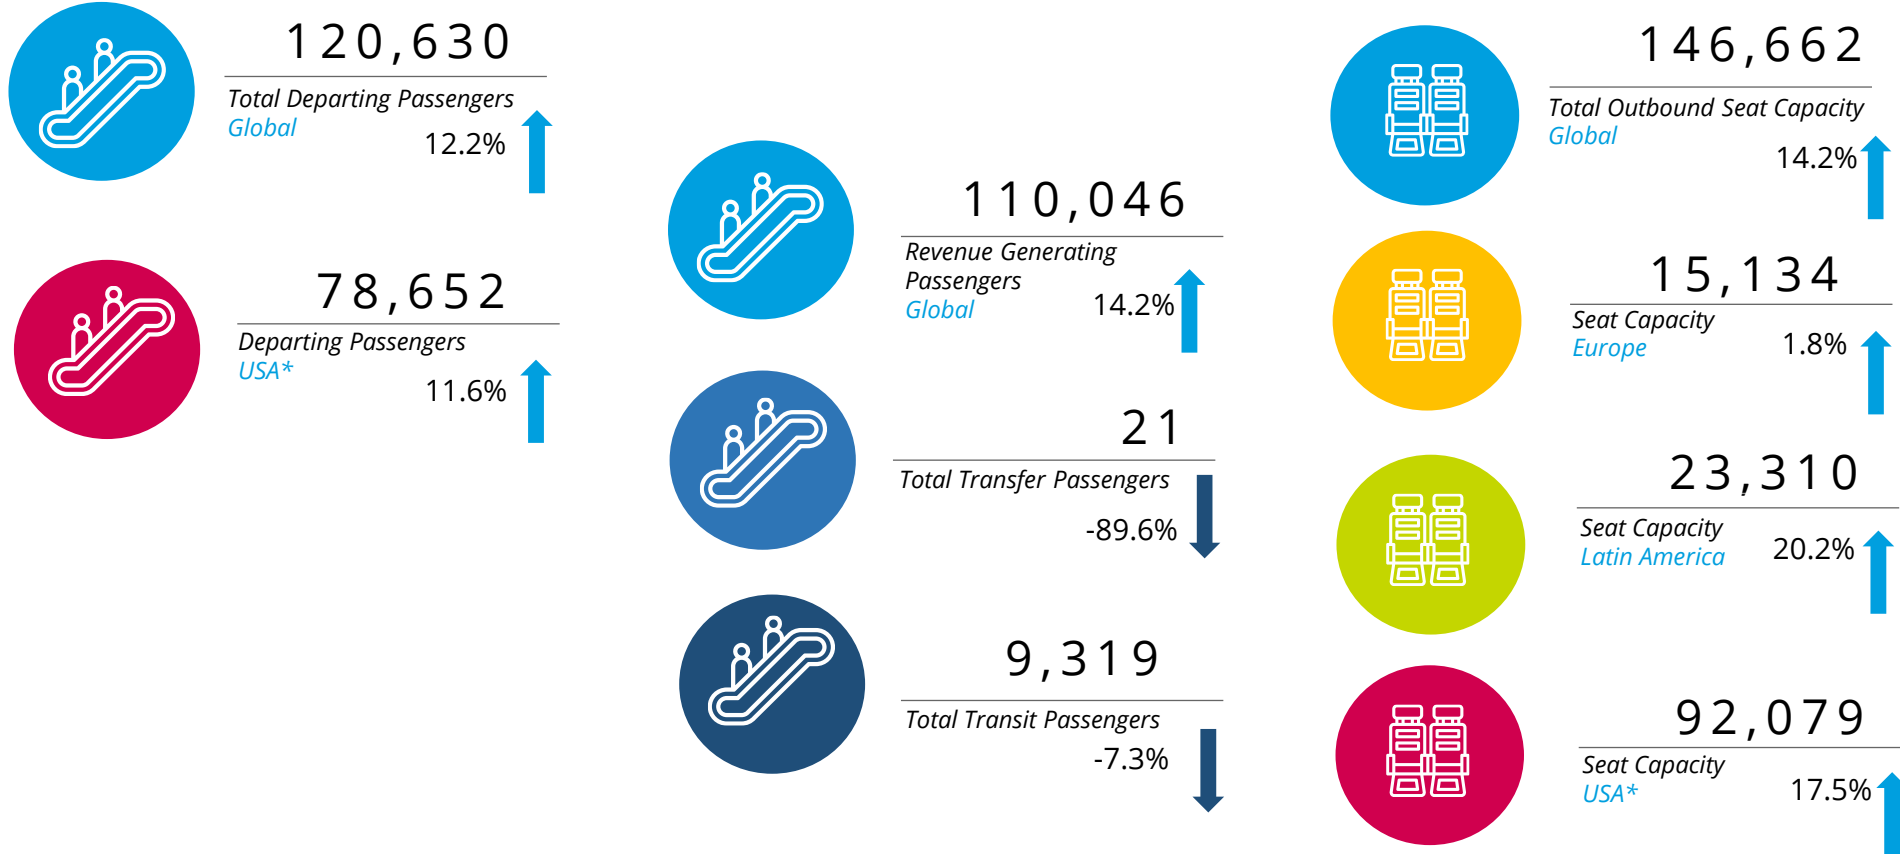 120,630
Total Departing Passengers
Global
12.2%
78,652
Departing Passengers
USA*
11.6%
110,046
Revenue Generating
Passengers
Global
14.2%
21
Total Transfer Passengers
-89.6%
9,319
Total Transit Passengers
-7.3%
146,662
Total Outbound Seat Capacity
Global
14.2%
15,134
Seat Capacity
Europe
1.8%
23,310
Seat Capacity
Latin America
20.2%
92,079
Seat Capacity
USA*
17.5%